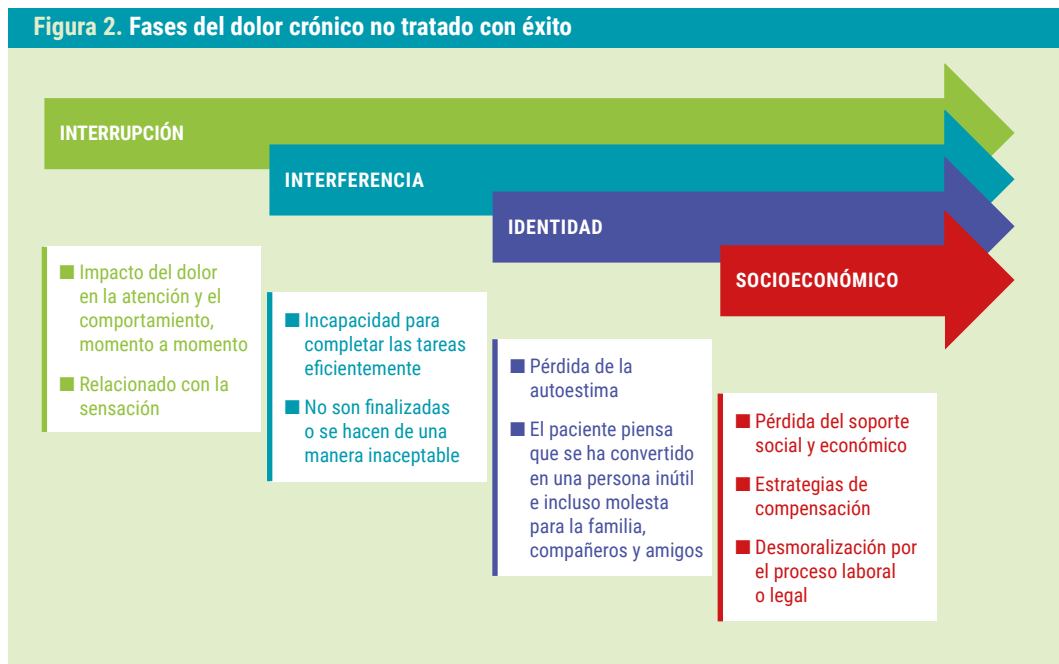 Figura 2. Fases del dolor crónico no tratado con éxito
INTERRUPCIÓN
INTERFERENCIA
IDENTIDAD
SOCIOECONÓMICO
■ Impacto del dolor
en la atención y el
comportamiento,
momento a momento
■ Relacionado con la
sensación
■ Incapacidad para
completar las tareas
eficientemente
■ No son finalizadas
o se hacen de una
manera inaceptable
■ Pérdida de la
autoestima
■ El paciente piensa
que se ha convertido
en una persona inútil
e incluso molesta
para la familia,
compañeros y amigos
■ Pérdida del soporte
social y económico
■ Estrategias de
compensación
■ Desmoralización por
el proceso laboral
o legal